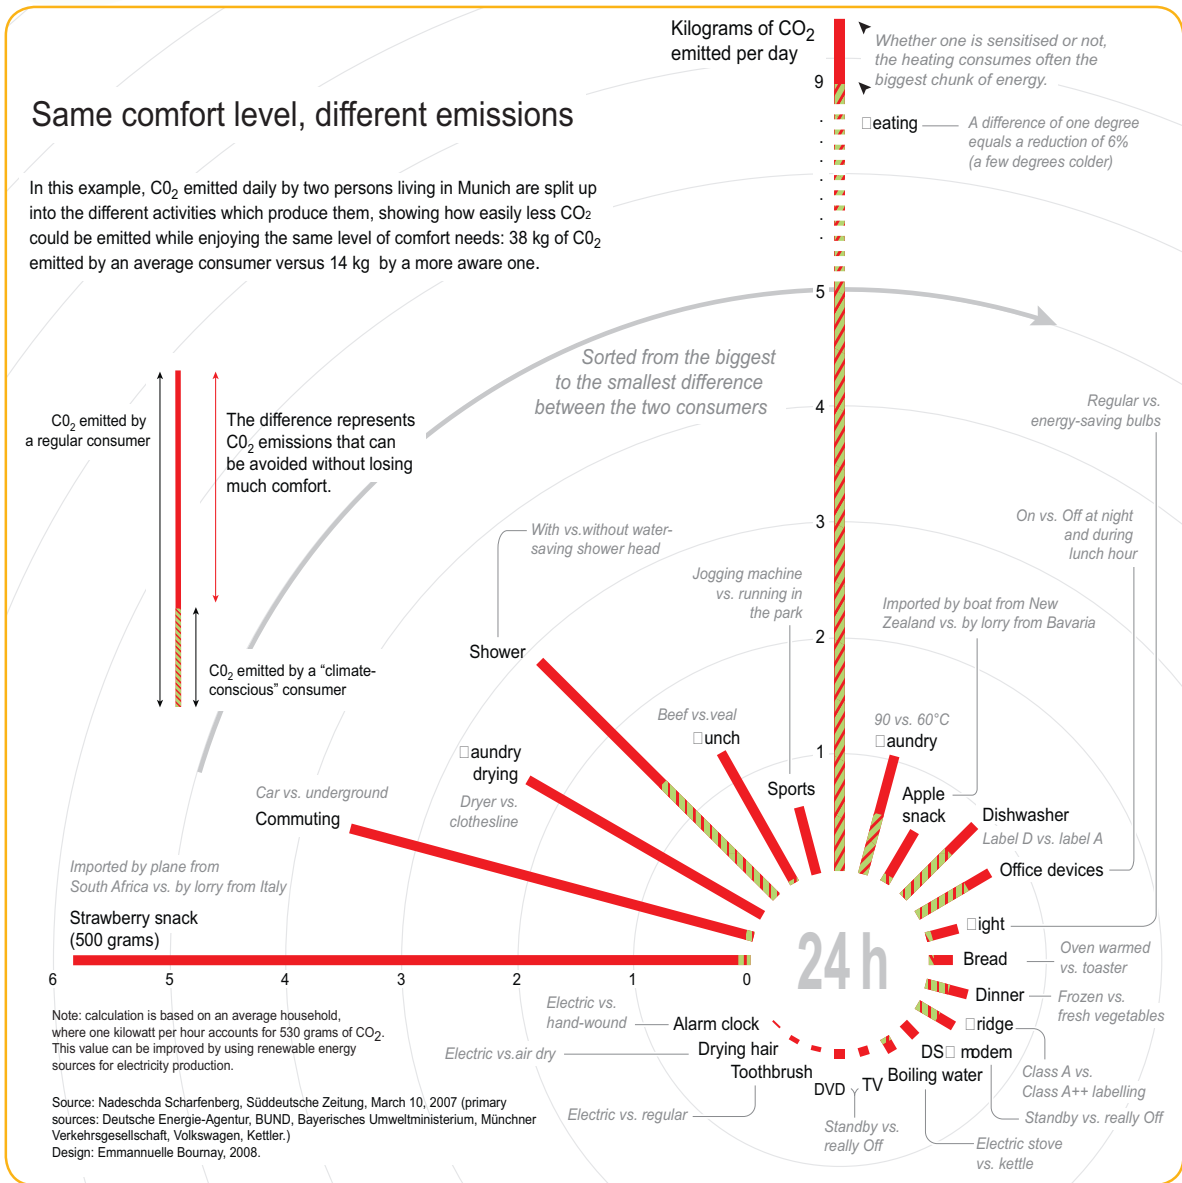 Kilograms of CO2
emitted per day
Whether one is sensitised or not,
the heating consumes often the
biggest chunk of energy.
9
□eating
A difference of one degree
equals a reduction of 6%
(a few degrees colder)
Same comfort level, different emissions
In this example, C02 emitted daily by two persons living in Munich are split up
into the different activities which produce them, showing how easily less CO2
could be emitted while enjoying the same level of comfort needs: 38 kg of C02
emitted by an average consumer versus 14 kg by a more aware one.
5
Sorted from the biggest
to the smallest difference
between the two consumers
4
3
2
1
C02 emitted by
a regular consumer
The difference represents
C02 emissions that can
be avoided without losing
much comfort.
C02 emitted by a “climate-
conscious” consumer
Regular vs.
energy-saving bulbs
On vs. Off at night
and during
lunch hour
With vs.without water-
saving shower head
Shower
Jogging machine
vs. running in
the park
Sports
Imported by boat from New
Zealand vs. by lorry from Bavaria
Apple
snack
Beef vs.veal
□unch
90 vs. 60°C
□aundry
□aundry
drying
Dryer vs.
clothesline
Car vs. underground
Commuting
Dishwasher
Label D vs. label A
Office devices
Imported by plane from
South Africa vs. by lorry from Italy
Strawberry snack
(500 grams)
6 5 4 3 2 1 0
24 h
□ight
Bread
Oven warmed
vs. toaster
Dinner
Frozen vs.
fresh vegetables
□ridge
Class A vs.
Class A++ labelling
DS□ modem
Standby vs. really Off
Boiling water
Electric stove
vs. kettle
TV
DVD
Standby vs.
really Off
Toothbrush
Electric vs. regular
Drying hair
Electric vs.air dry
Alarm clock
Electric vs.
hand-wound
Note: calculation is based on an average household,
where one kilowatt per hour accounts for 530 grams of CO2.
This value can be improved by using renewable energy
sources for electricity production.
Source: Nadeschda Scharfenberg, Süddeutsche Zeitung, March 10, 2007 (primary
sources: Deutsche Energie-Agentur, BUND, Bayerisches Umweltministerium, Münchner
Verkehrsgesellschaft, Volkswagen, Kettler.)
Design: Emmannuelle Bournay, 2008.